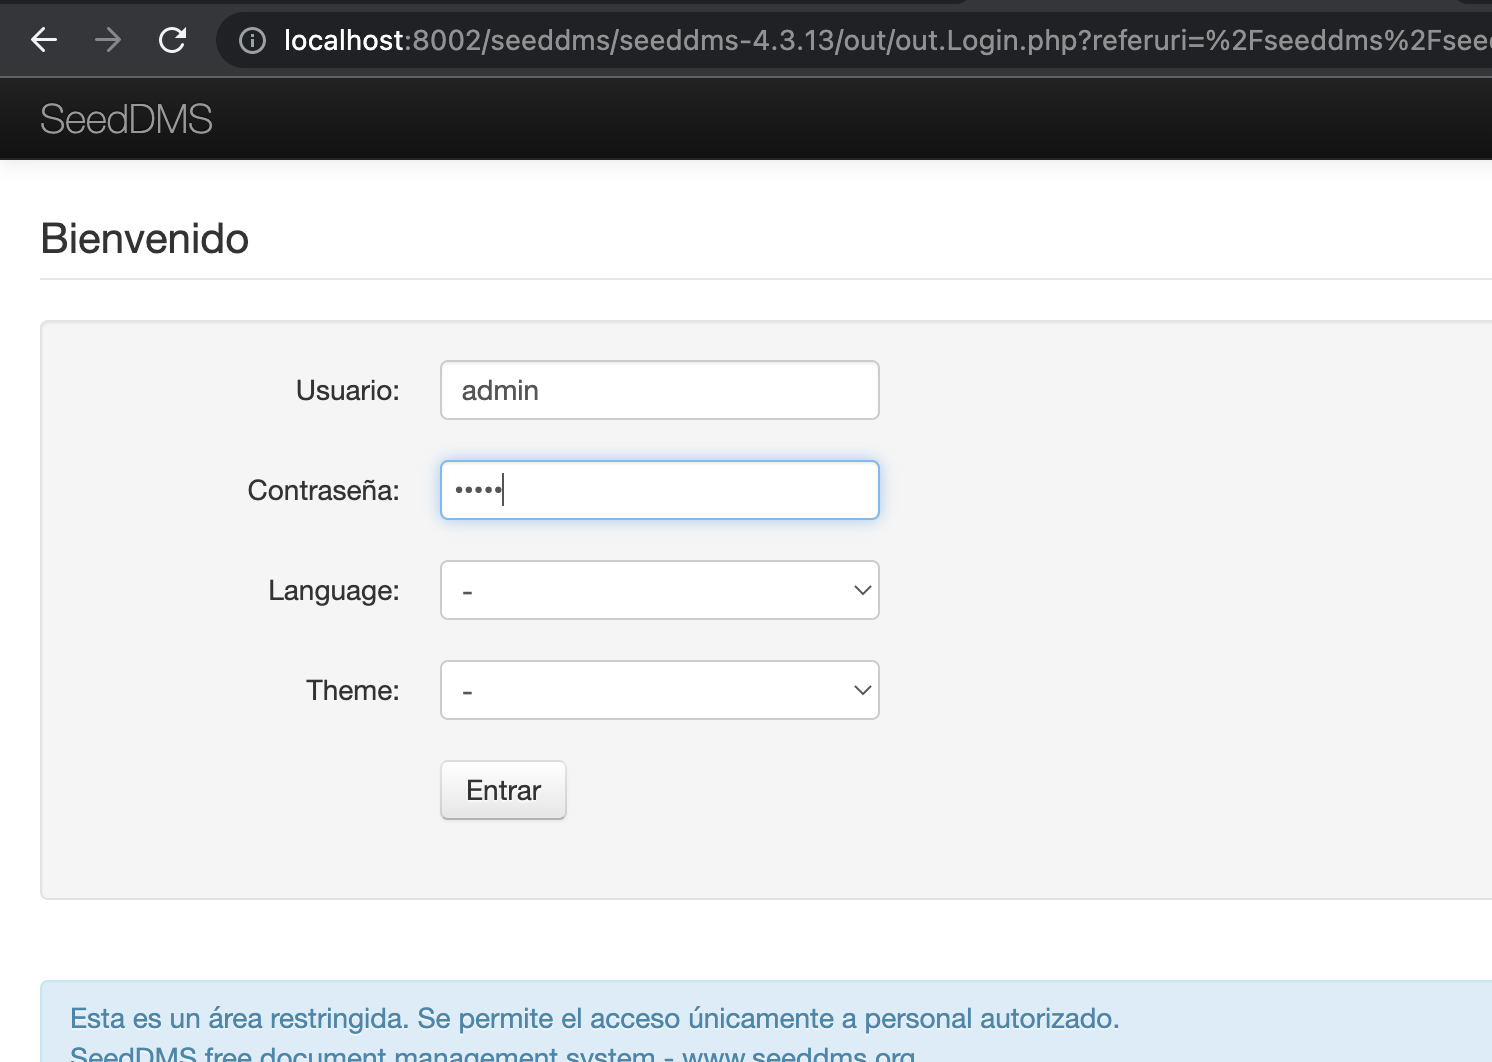 localhost:8002/seeddms/seeddms-4.3.13/out/out.Login.php?referuri=%2Fseeddms%2Fseed
SeedDMS
Bienvenido
Usuario: admin
Contraseña: •••••
Language: -
Theme: -
Entrar
Esta es un área restringida. Se permite el acceso únicamente a personal autorizado.
SeedDMS free document management system - www.seeddms.org